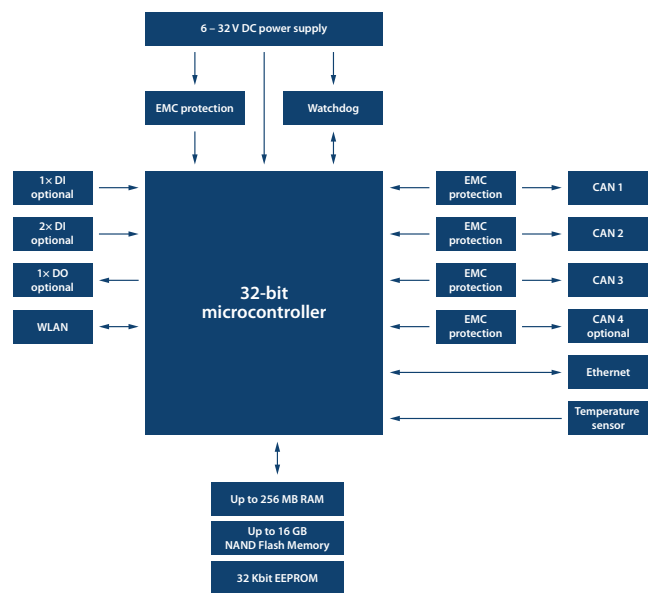 6 – 32 V DC power supply
EMC protection
Watchdog
1× DI
optional
2× DI
optional
1× DO
optional
WLAN
32-bit
microcontroller
EMC
protection
CAN 1
EMC
protection
CAN 2
EMC
protection
CAN 3
EMC
protection
CAN 4
optional
Ethernet
Temperature
sensor
Up to 256 MB RAM
Up to 16 GB
NAND Flash Memory
32 Kbit EEPROM